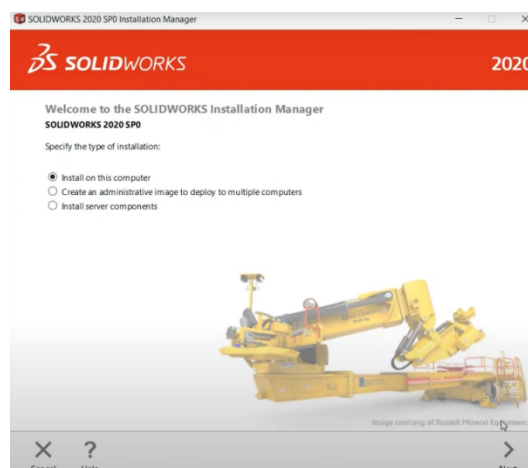 SOLIDWORKS 2020 SP0 Installation Manager
3S SOLIDWORKS
2020
Welcome to the SOLIDWORKS Installation Manager
SOLIDWORKS 2020 SP0
Specify the type of installation:
Install on this computer
Create an administrative image to deploy to multiple computers
Install server components
Image courtesy of Russell Mineral Equipment
Cancel
Help
Next